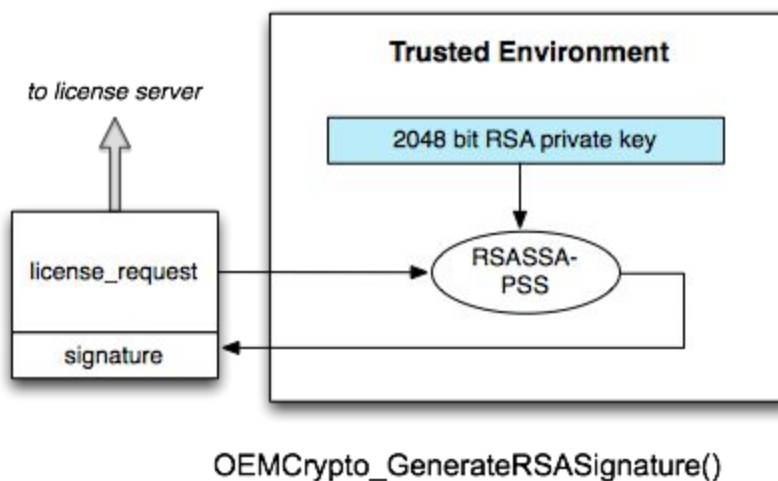 Trusted Environment
to license server
2048 bit RSA private key
license_request
RSASSA-
PSS
signature
OEMCrypto_GenerateRSASignature()